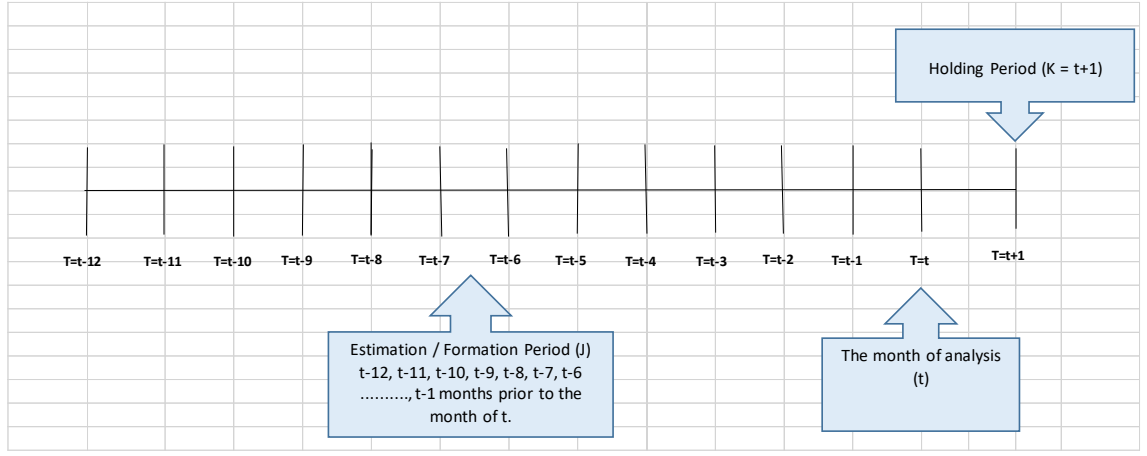 Holding Period (K = t+1)
T=t-12
T=t-11
T=t-10
T=t-9
T=t-8
T=t-7
T=t-6
T=t-5
T=t-4
T=t-3
T=t-2
T=t-1
T=t
T=t+1
Estimation / Formation Period (J)
t-12, t-11, t-10, t-9, t-8, t-7, t-6
.........., t-1 months prior to the
month of t.
The month of analysis
(t)